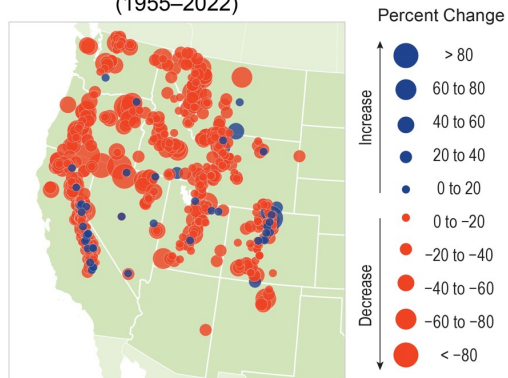 (1955–2022)
Percent Change
> 80
60 to 80
40 to 60
20 to 40
0 to 20
Increase
0 to −20
−20 to −40
−40 to −60
−60 to −80
< −80
Decrease